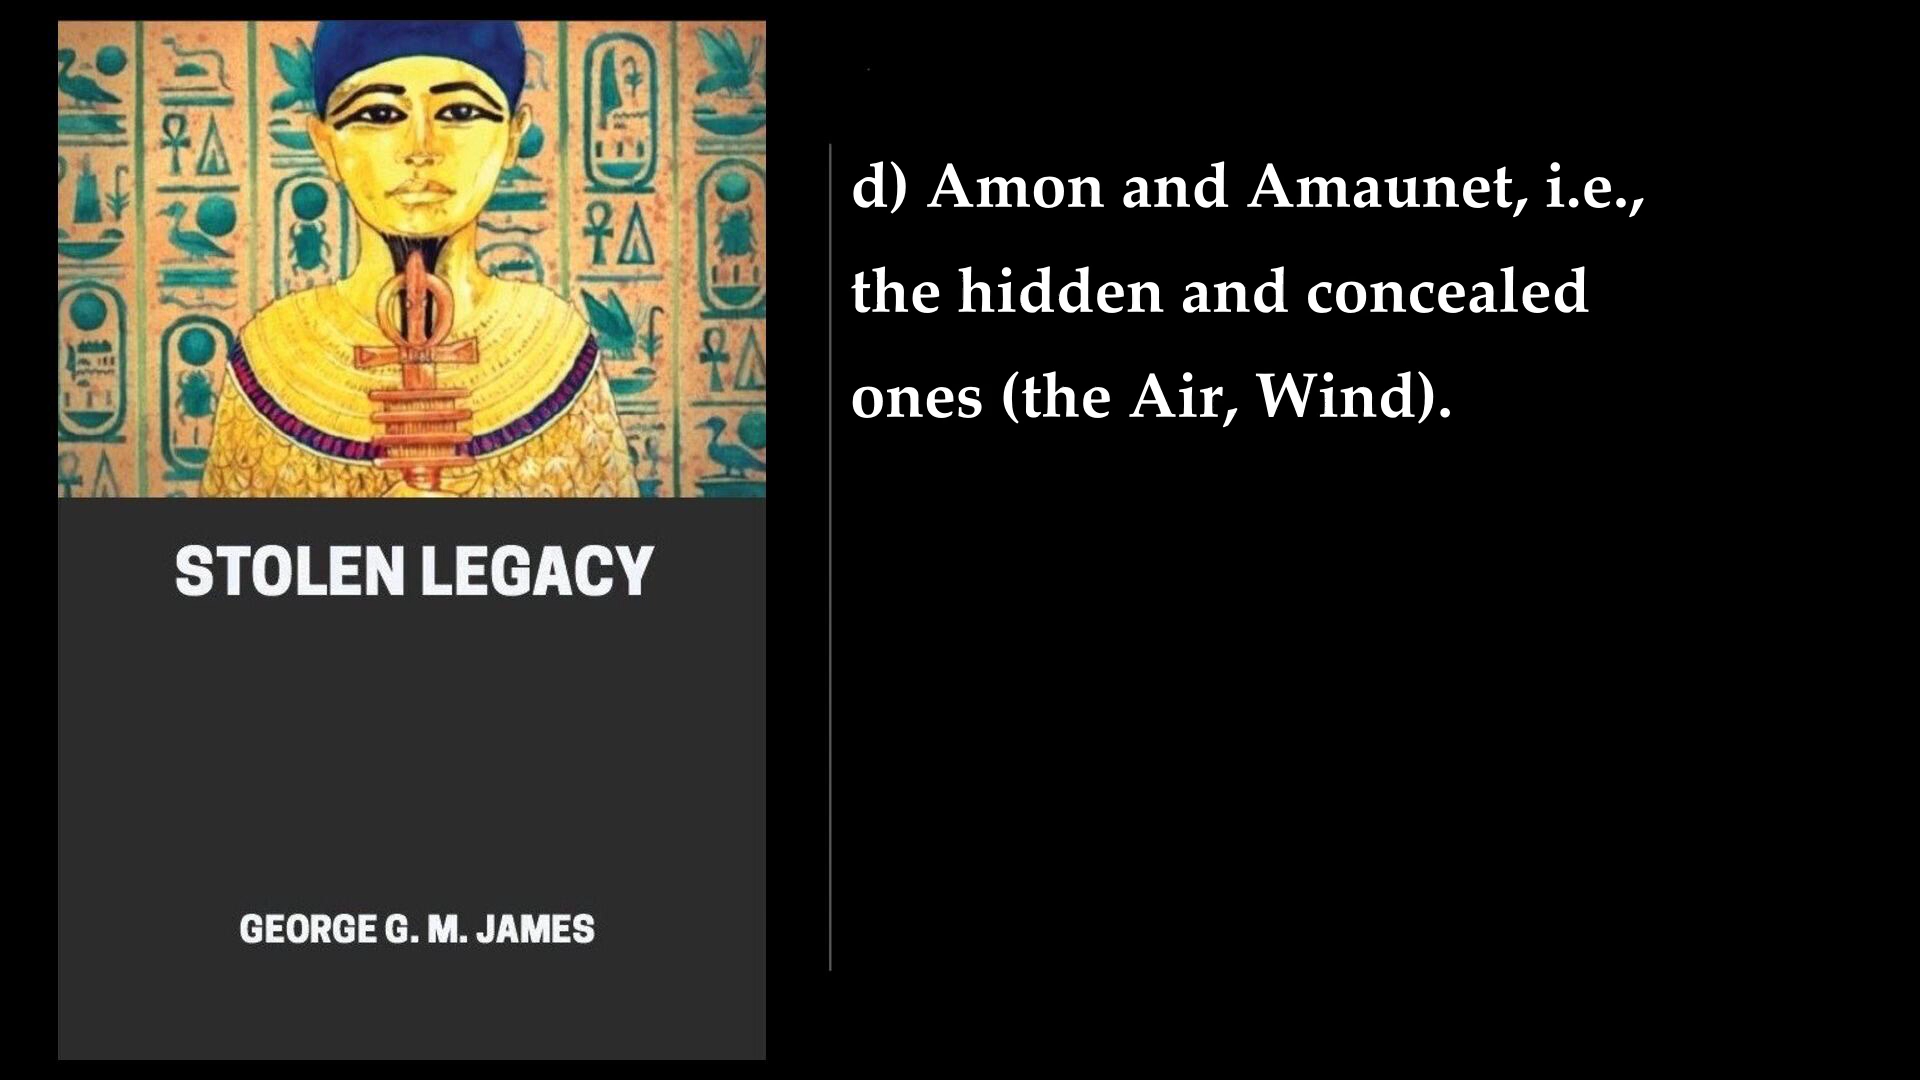 STOLEN LEGACY
GEORGE G. M. JAMES
d) Amon and Amaunet, i.e.,
the hidden and concealed
ones (the Air, Wind).